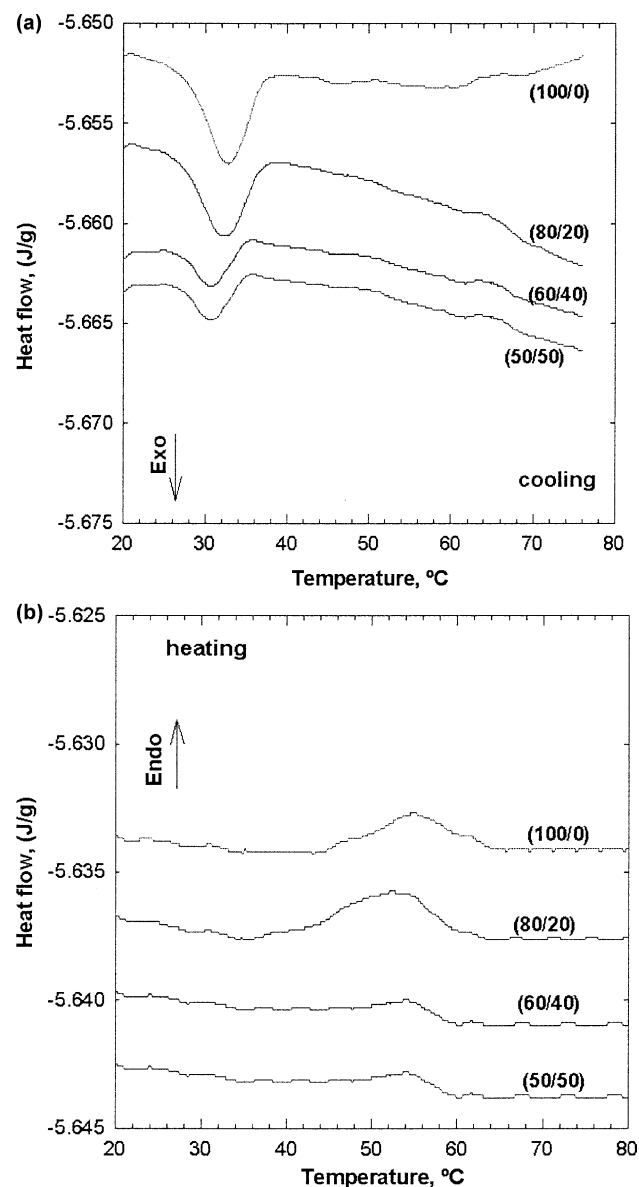 (a)
-5.650
-5.655
-5.660
-5.665
-5.670
-5.675
Heat flow, (J/g)
(100/0)
(80/20)
(60/40)
(50/50)
Exo
cooling
20 30 40 50 60 70 80
Temperature, ºC
(b)
-5.625
-5.630
-5.635
-5.640
-5.645
Heat flow, (J/g)
heating
Endo
(100/0)
(80/20)
(60/40)
(50/50)
20 30 40 50 60 70 80
Temperature, ºC